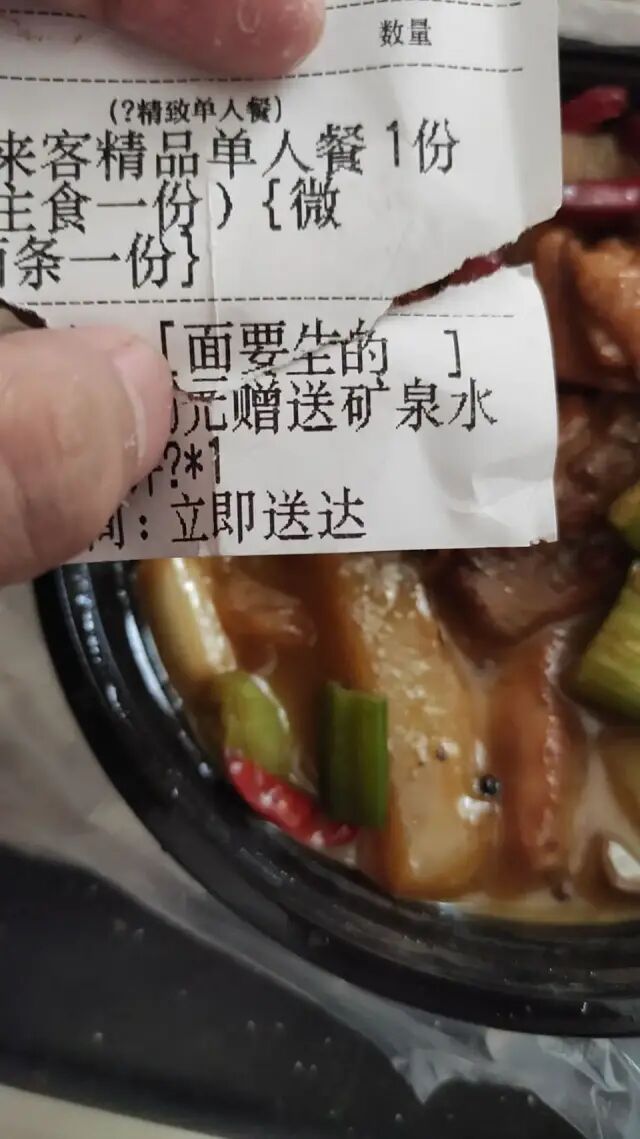 数量
(?精致单人餐)
来客精品单人餐 1份
主食一份）{微
条一份}
[面要生的 ]
元赠送矿泉水
?*1
间：立即送达